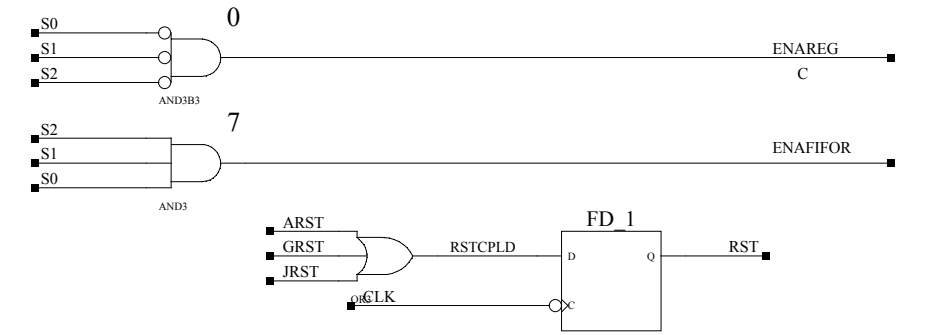 0
S0
S1
ENAREG
S2
C
AND3B3
7
S2
S1
ENAFIFOR
S0
AND3
FD_1
ARST
GRST
RSTCPLD
D
Q
RST
JRST
OR3
CLK
C